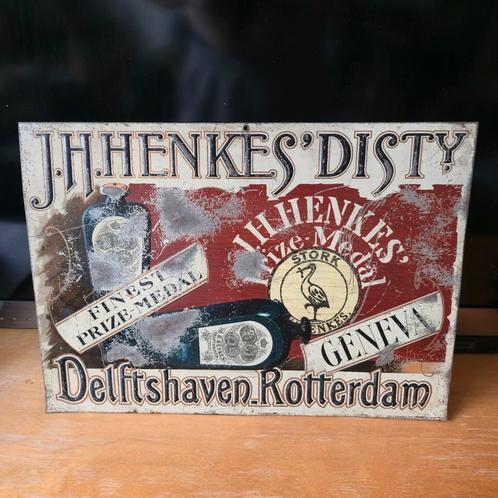 J.H.HENKES' DISTY
J.H.HENKES'
Prize-Medal
STORK
HENKES.
FINEST
PRIZE-MEDAL
GENEVA
Delftshaven-Rotterdam